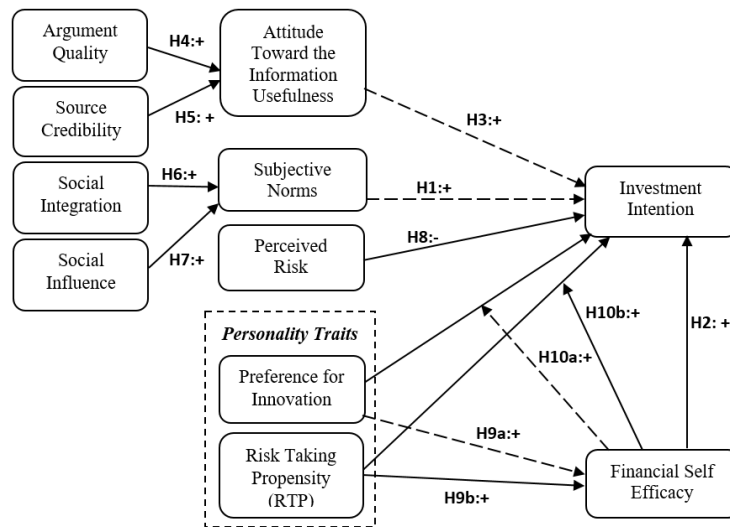 Argument
Quality
H4:+
Attitude
Toward the
Information
Usefulness
Source
Credibility
H5: +
H3:+
Social
Integration
H6:+
Subjective
Norms
H1:+
Investment
Intention
Social
Influence
H7:+
Perceived
Risk
H8:-
H10b:+
H2: +
Personality Traits
H10a:+
Preference for
Innovation
H9a:+
Risk Taking
Propensity
(RTP)
H9b:+
Financial Self
Efficacy